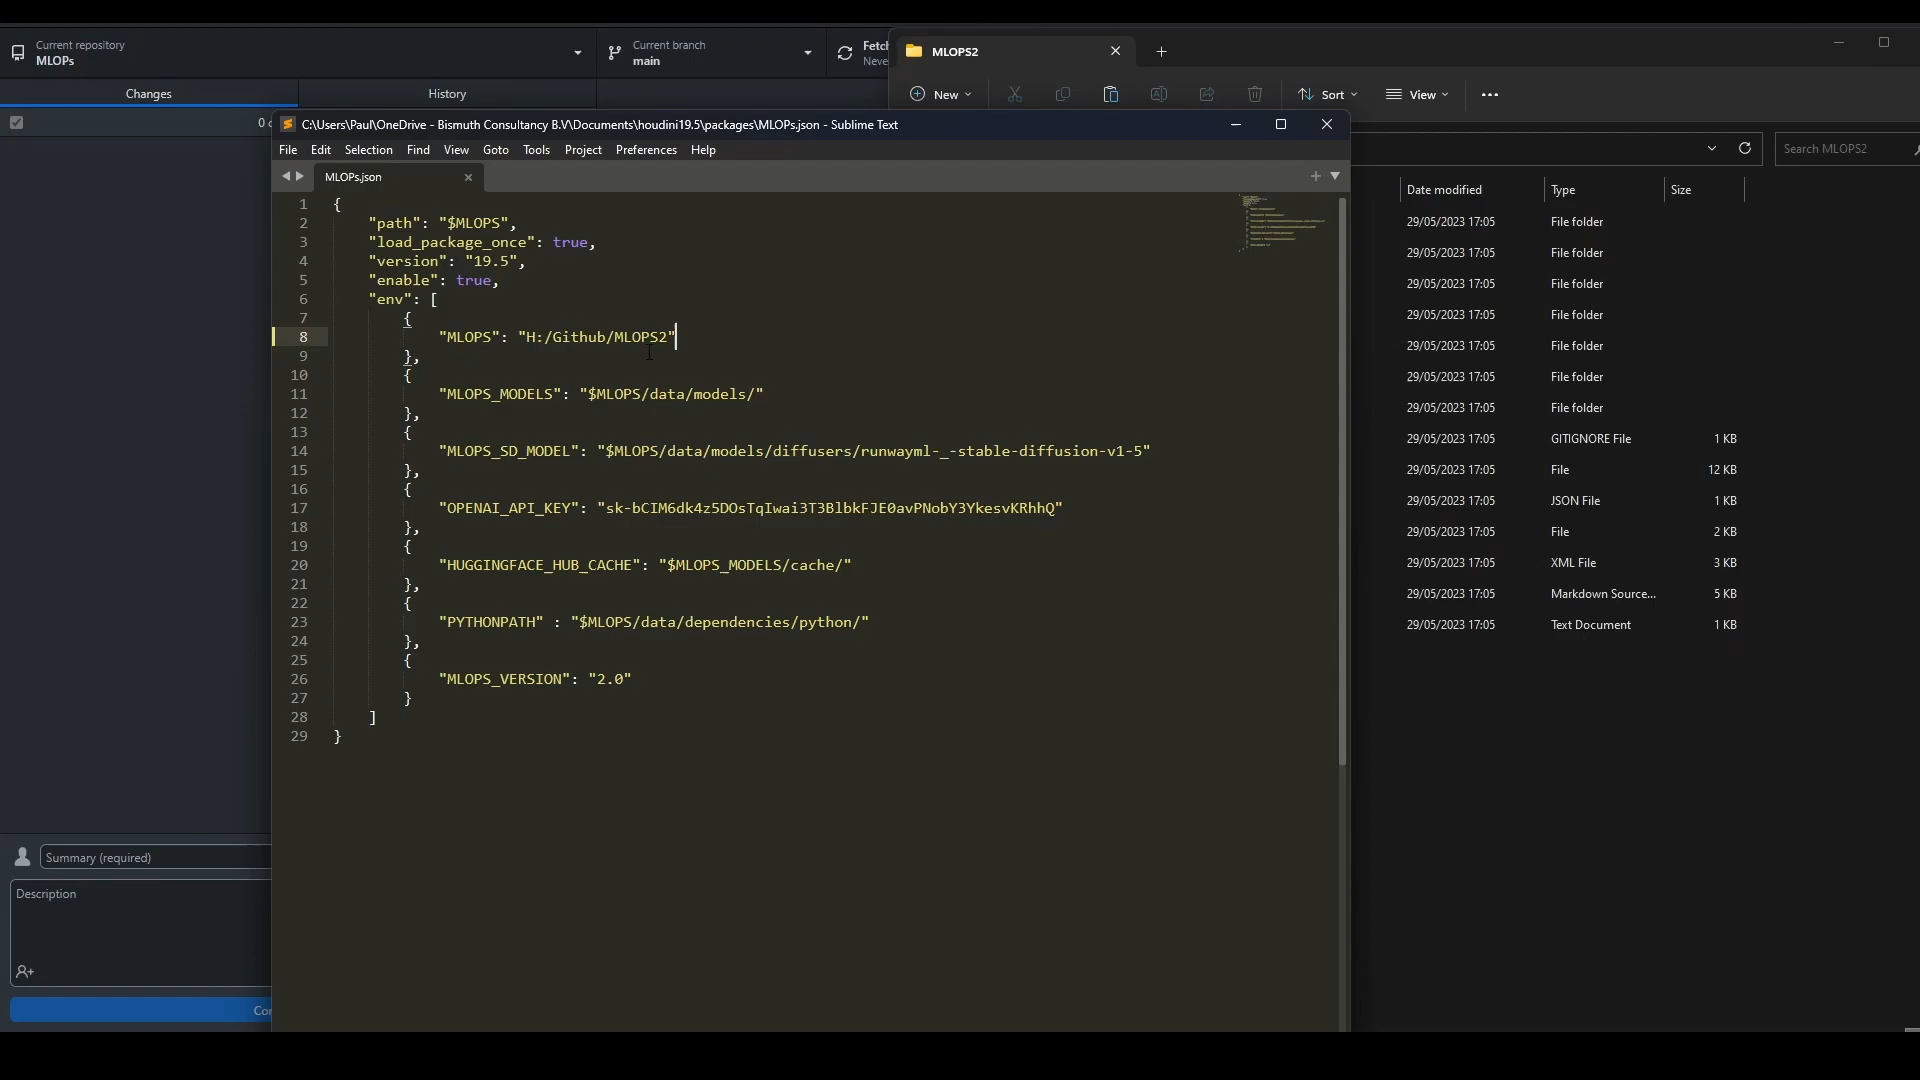 Current repository
MLOPs
Current branch
main
Fetch
Neve
Changes
History
0 c
MLOPS2
New
Sort
View
Search MLOPS2
C:\Users\Paul\OneDrive - Bismuth Consultancy B.V\Documents\houdini19.5\packages\MLOPs.json - Sublime Text
File Edit Selection Find View Goto Tools Project Preferences Help
MLOPs.json
1 {
2 "path": "$MLOPS",
3 "load_package_once": true,
4 "version": "19.5",
5 "enable": true,
6 "env": [
7 {
8 "MLOPS": "H:/Github/MLOPS2"
9 },
10 {
11 "MLOPS_MODELS": "$MLOPS/data/models/"
12 },
13 {
14 "MLOPS_SD_MODEL": "$MLOPS/data/models/diffusers/runwayml-_-stable-diffusion-v1-5"
15 },
16 {
17 "OPENAI_API_KEY": "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"
18 },
19 {
20 "HUGGINGFACE_HUB_CACHE": "$MLOPS_MODELS/cache/"
21 },
22 {
23 "PYTHONPATH" : "$MLOPS/data/dependencies/python/"
24 },
25 {
26 "MLOPS_VERSION": "2.0"
27 }
28 ]
29 }
Date modified Type Size
29/05/2023 17:05 File folder
29/05/2023 17:05 File folder
29/05/2023 17:05 File folder
29/05/2023 17:05 File folder
29/05/2023 17:05 File folder
29/05/2023 17:05 File folder
29/05/2023 17:05 File folder
29/05/2023 17:05 GITIGNORE File 1 KB
29/05/2023 17:05 File 12 KB
29/05/2023 17:05 JSON File 1 KB
29/05/2023 17:05 File 2 KB
29/05/2023 17:05 XML File 3 KB
29/05/2023 17:05 Markdown Source... 5 KB
29/05/2023 17:05 Text Document 1 KB
Summary (required)
Description
Co